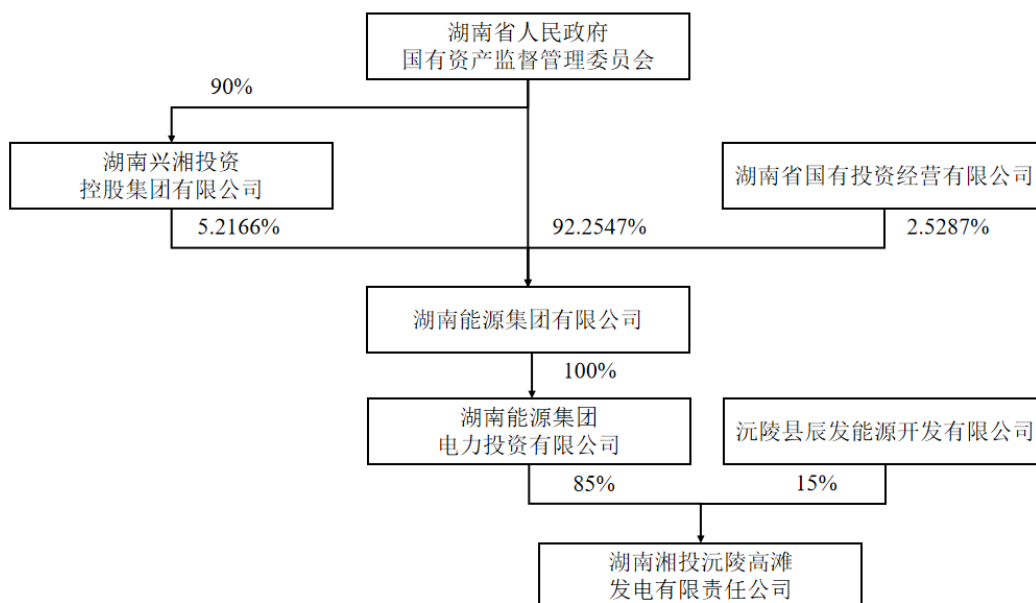 湖南省人民政府
国有资产监督管理委员会
90%
湖南兴湘投资
控股集团有限公司
湖南省国有投资经营有限公司
5.2166%
92.2547%
2.5287%
湖南能源集团有限公司
100%
湖南能源集团
电力投资有限公司
沅陵县辰发能源开发有限公司
85%
15%
湖南湘投沅陵高滩
发电有限责任公司